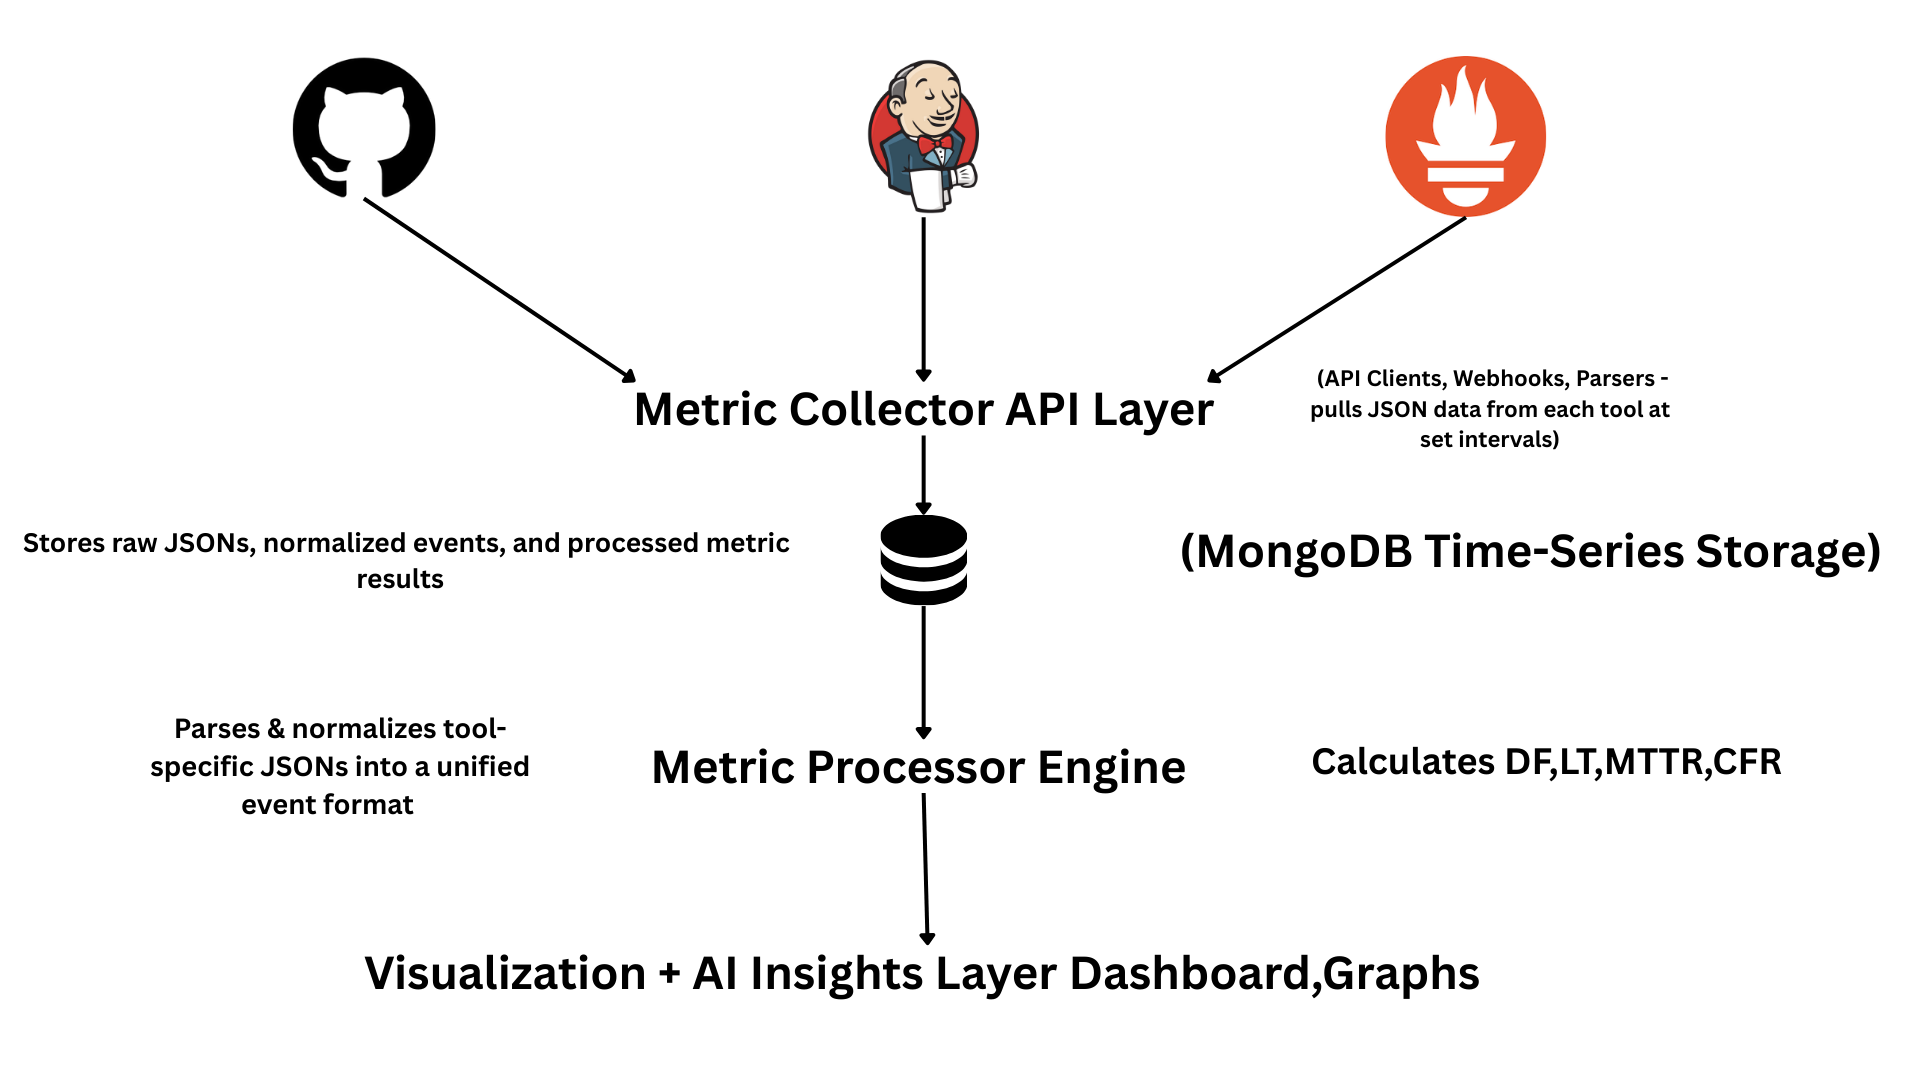 Metric Collector API Layer
(API Clients, Webhooks, Parsers -
pulls JSON data from each tool at
set intervals)
Stores raw JSONs, normalized events, and processed metric
results
(MongoDB Time-Series Storage)
Parses & normalizes tool-
specific JSONs into a unified
event format
Metric Processor Engine
Calculates DF,LT,MTTR,CFR
Visualization + AI Insights Layer Dashboard,Graphs